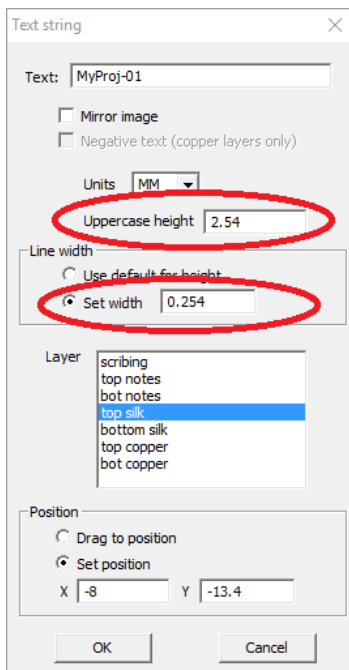 Text string
Text: MyProj-01
Mirror image
Negative text (copper layers only)
Units MM
Uppercase height 2.54
Line width
Use default for height
Set width 0.254
Layer
scribing
top notes
bot notes
top silk
bottom silk
top copper
bot copper
Position
Drag to position
Set position
X -8 Y -13.4
OK Cancel